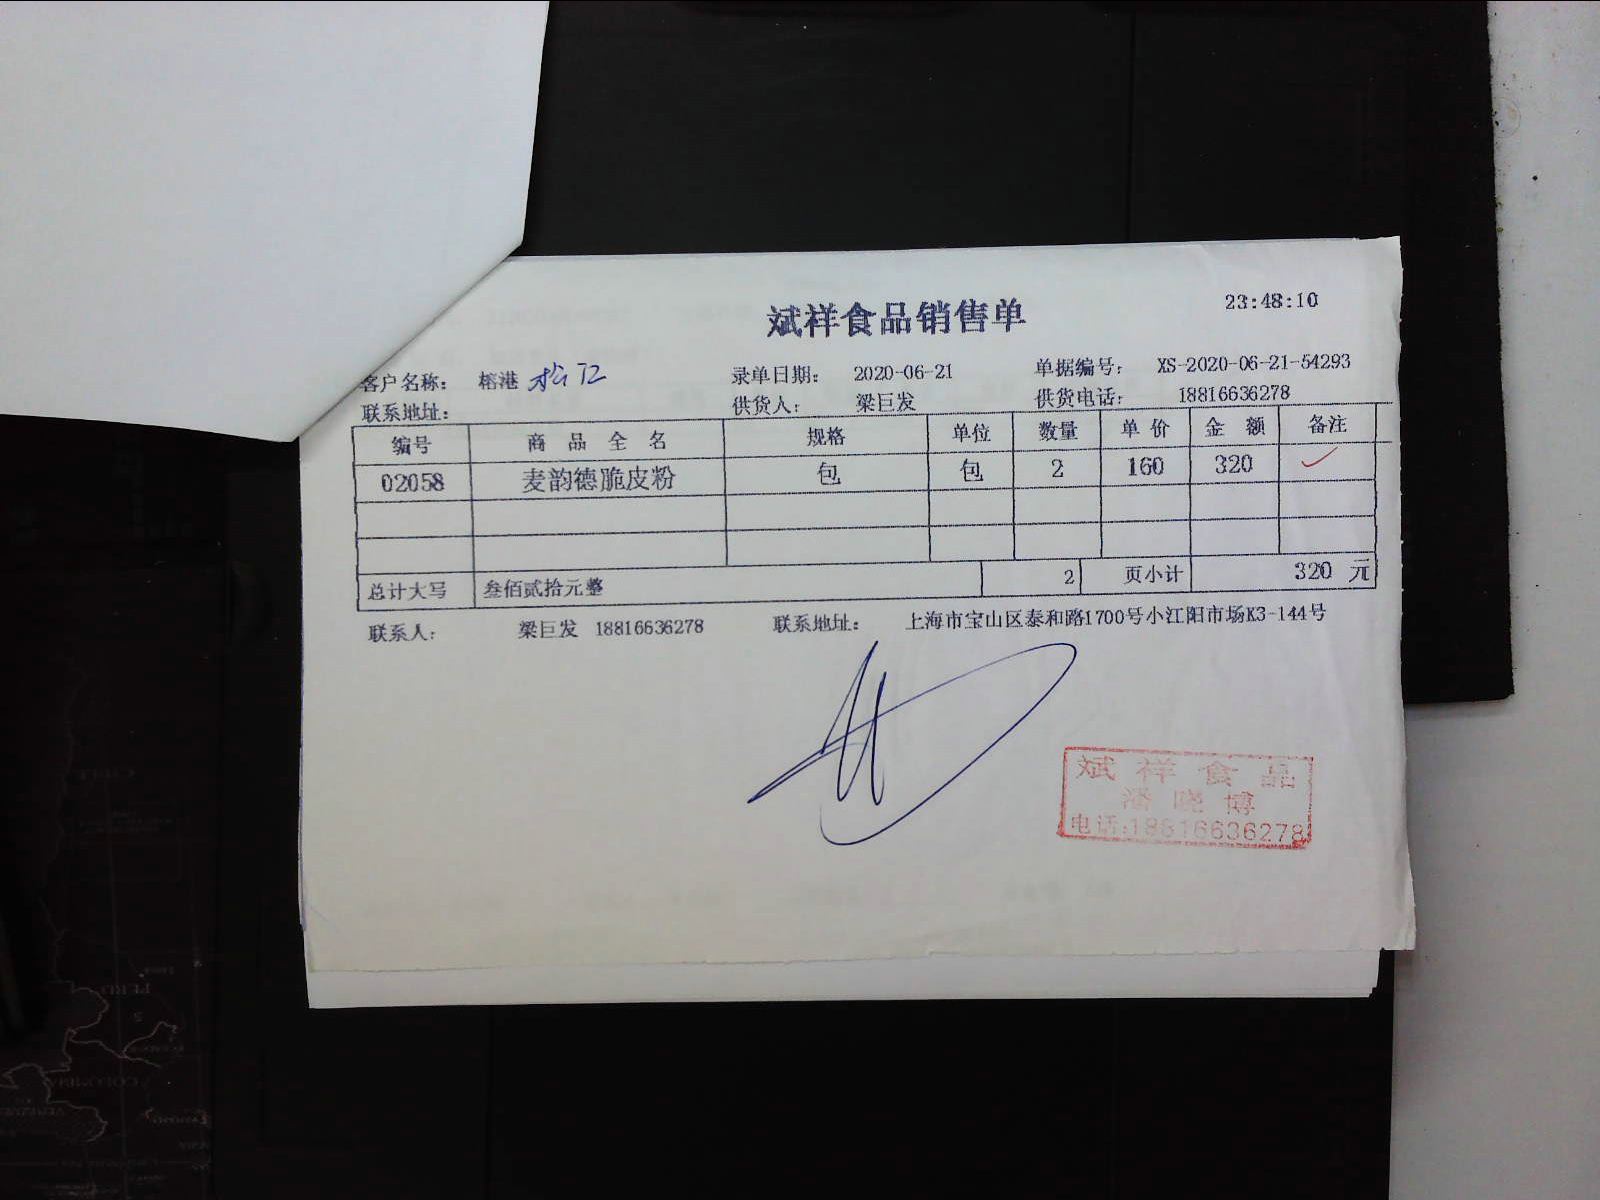 斌祥食品销售单
23:48:10
客户名称: 榕港 松江 录单日期: 2020-06-21 单据编号: XS-2020-06-21-54293
联系地址: 供货人: 梁巨发 供货电话: 18816636278
编号 商品全名 规格 单位 数量 单价 金额 备注
02058 麦韵德脆皮粉 包 包 2 160 320 ✓
总计大写 叁佰贰拾元整 2 页小计 320 元
联系人: 梁巨发 18816636278 联系地址: 上海市宝山区泰和路1700号小江阳市场K3-144号
斌祥食品
潘晓博
电话:18816636278